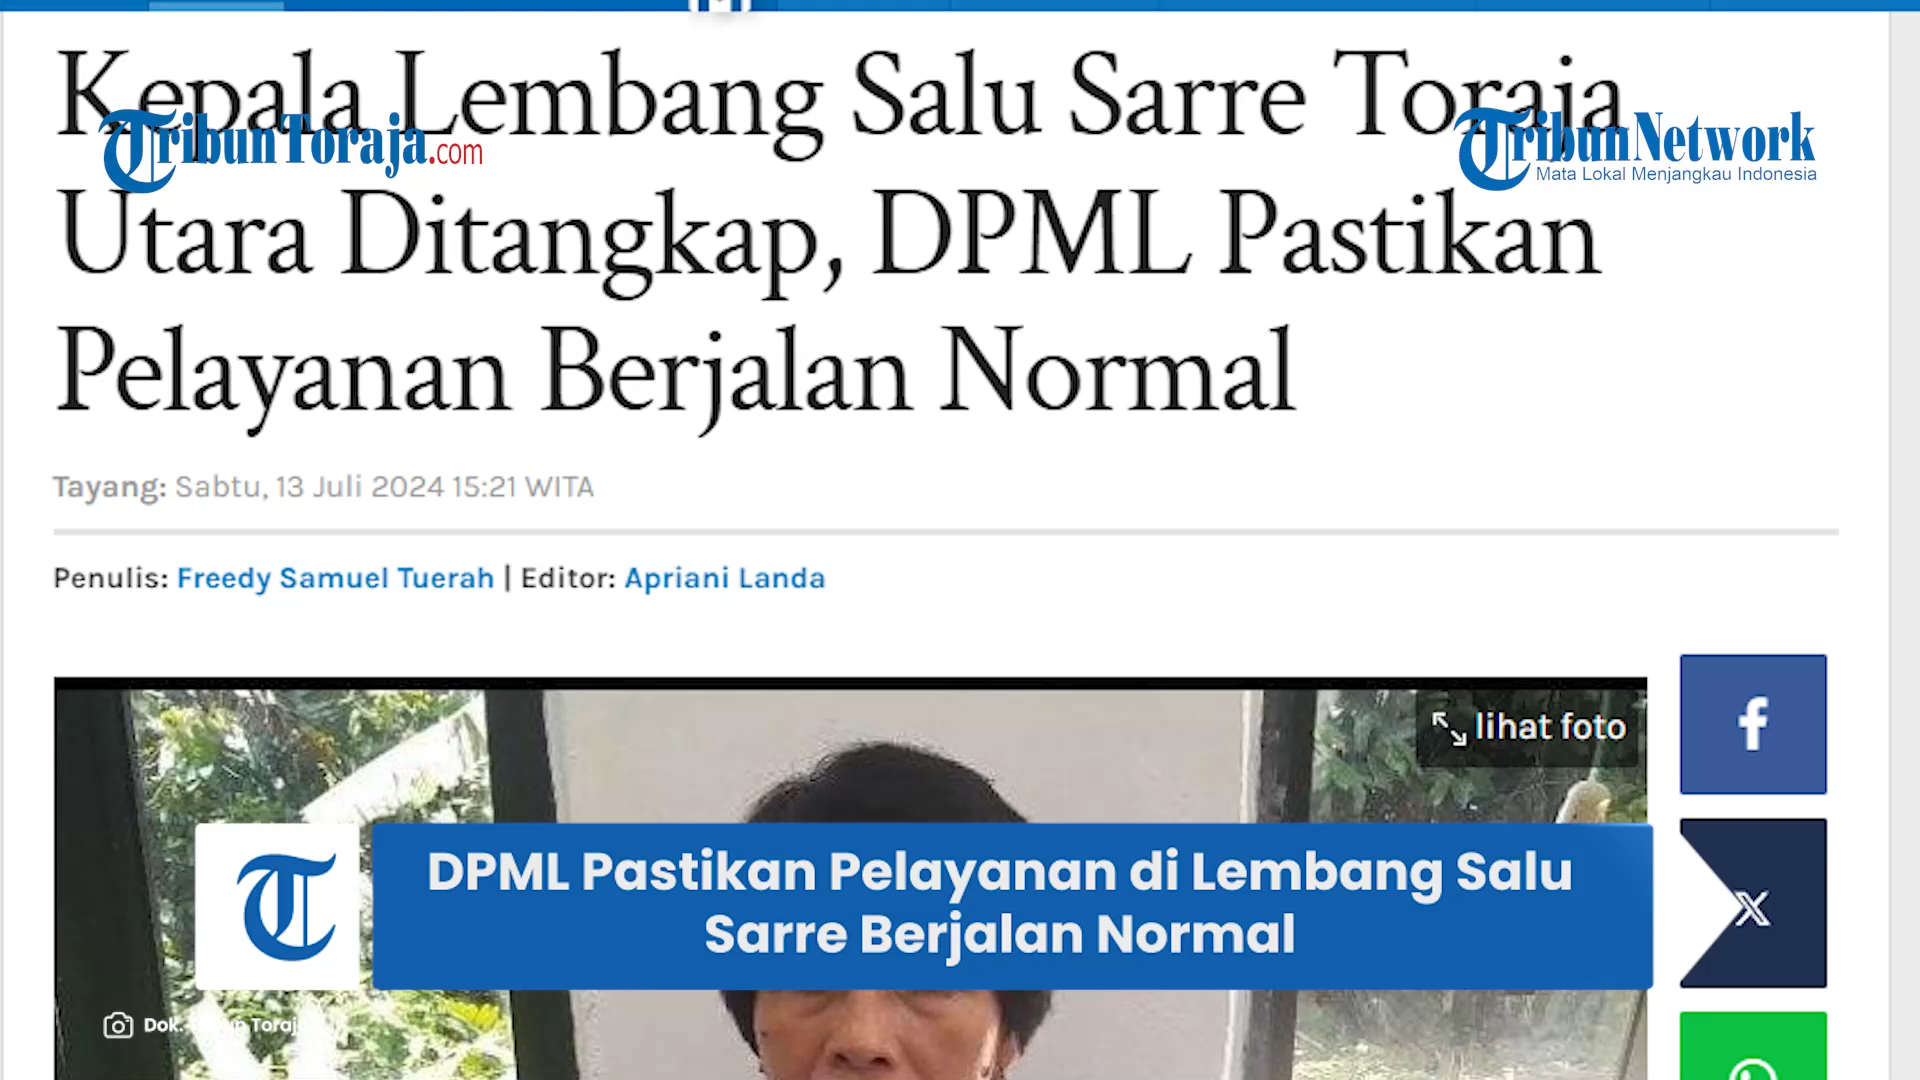 Kepala Lembang Salu Sarre Toraja
TribunToraja.com
TribunNetwork
Mata Lokal Menjangkau Indonesia
Utara Ditangkap, DPML Pastikan
Pelayanan Berjalan Normal
Tayang: Sabtu, 13 Juli 2024 15:21 WITA
Penulis: Freedy Samuel Tuerah | Editor: Apriani Landa
lihat foto
f
X
T
DPML Pastikan Pelayanan di Lembang Salu
Sarre Berjalan Normal
Dok.